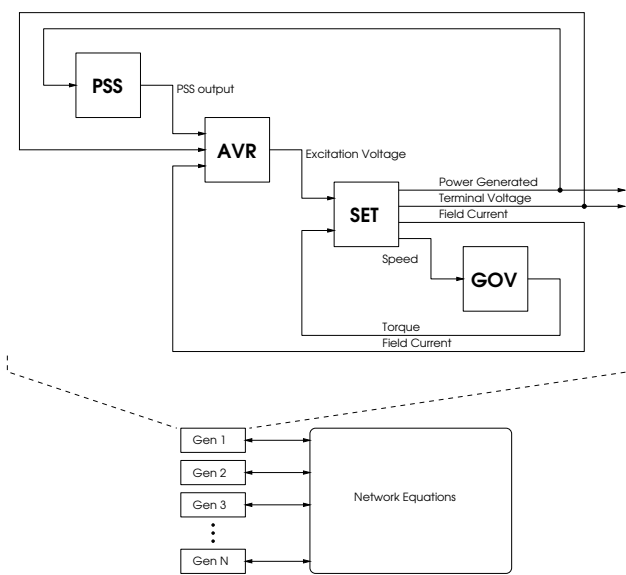 PSS
PSS output
AVR
Excitation Voltage
SET
Power Generated
Terminal Voltage
Field Current
Speed
GOV
Torque
Field Current
Gen 1
Gen 2
Gen 3
Gen N
Network Equations